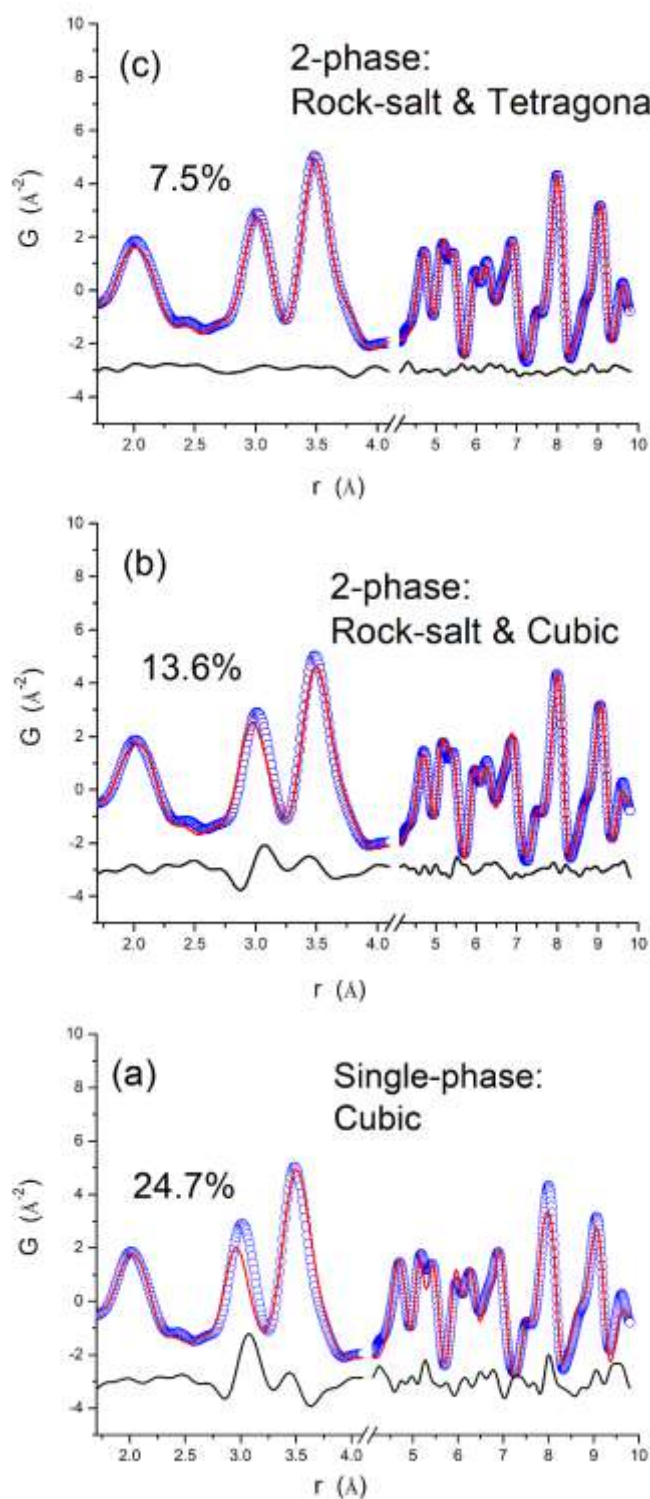 10
8
6
4
2
0
-2
-4
G (Å⁻²)
(c)
2-phase:
Rock-salt & Tetragona
7.5%
2.0 2.5 3.0 3.5 4.0 5 6 7 8 9 10
r (Å)
10
8
6
4
2
0
-2
-4
G (Å⁻²)
(b)
2-phase:
Rock-salt & Cubic
13.6%
2.0 2.5 3.0 3.5 4.0 5 6 7 8 9 10
r (Å)
10
8
6
4
2
0
-2
-4
G (Å⁻²)
(a)
Single-phase:
Cubic
24.7%
2.0 2.5 3.0 3.5 4.0 5 6 7 8 9 10
r (Å)